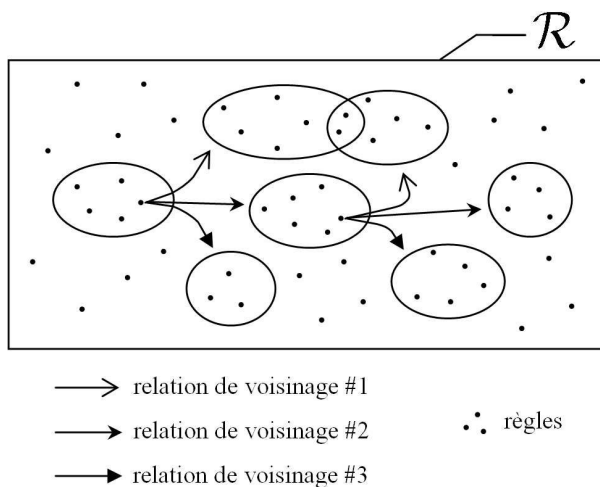 ℛ
relation de voisinage #1
relation de voisinage #2
relation de voisinage #3
règles